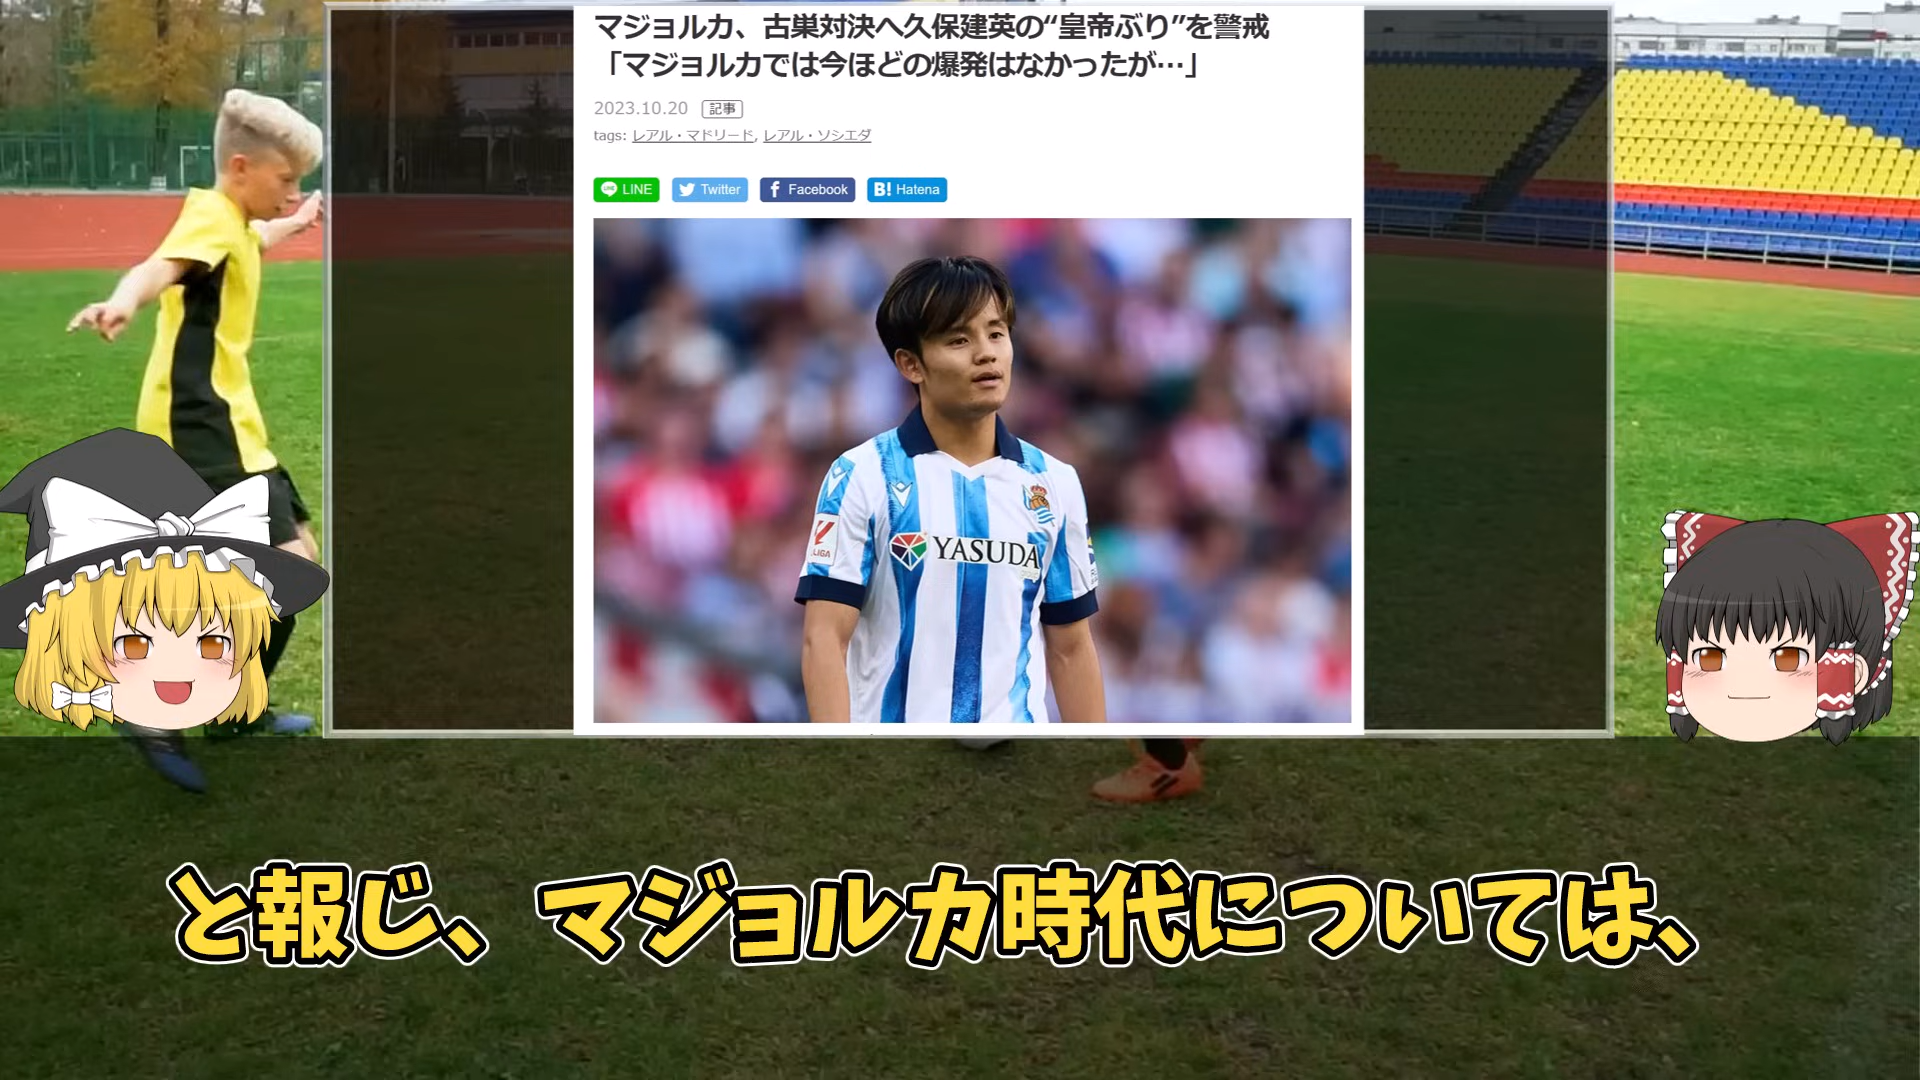 マジョルカ、古巣対決へ久保建英の“皇帝ぶり”を警戒
「マジョルカでは今ほどの爆発はなかったが…」
2023.10.20 記事
tags: レアル・マドリード, レアル・ソシエダ
LINE Twitter Facebook B! Hatena
LIGA
YASUDA
と報じ、マジョルカ時代については、